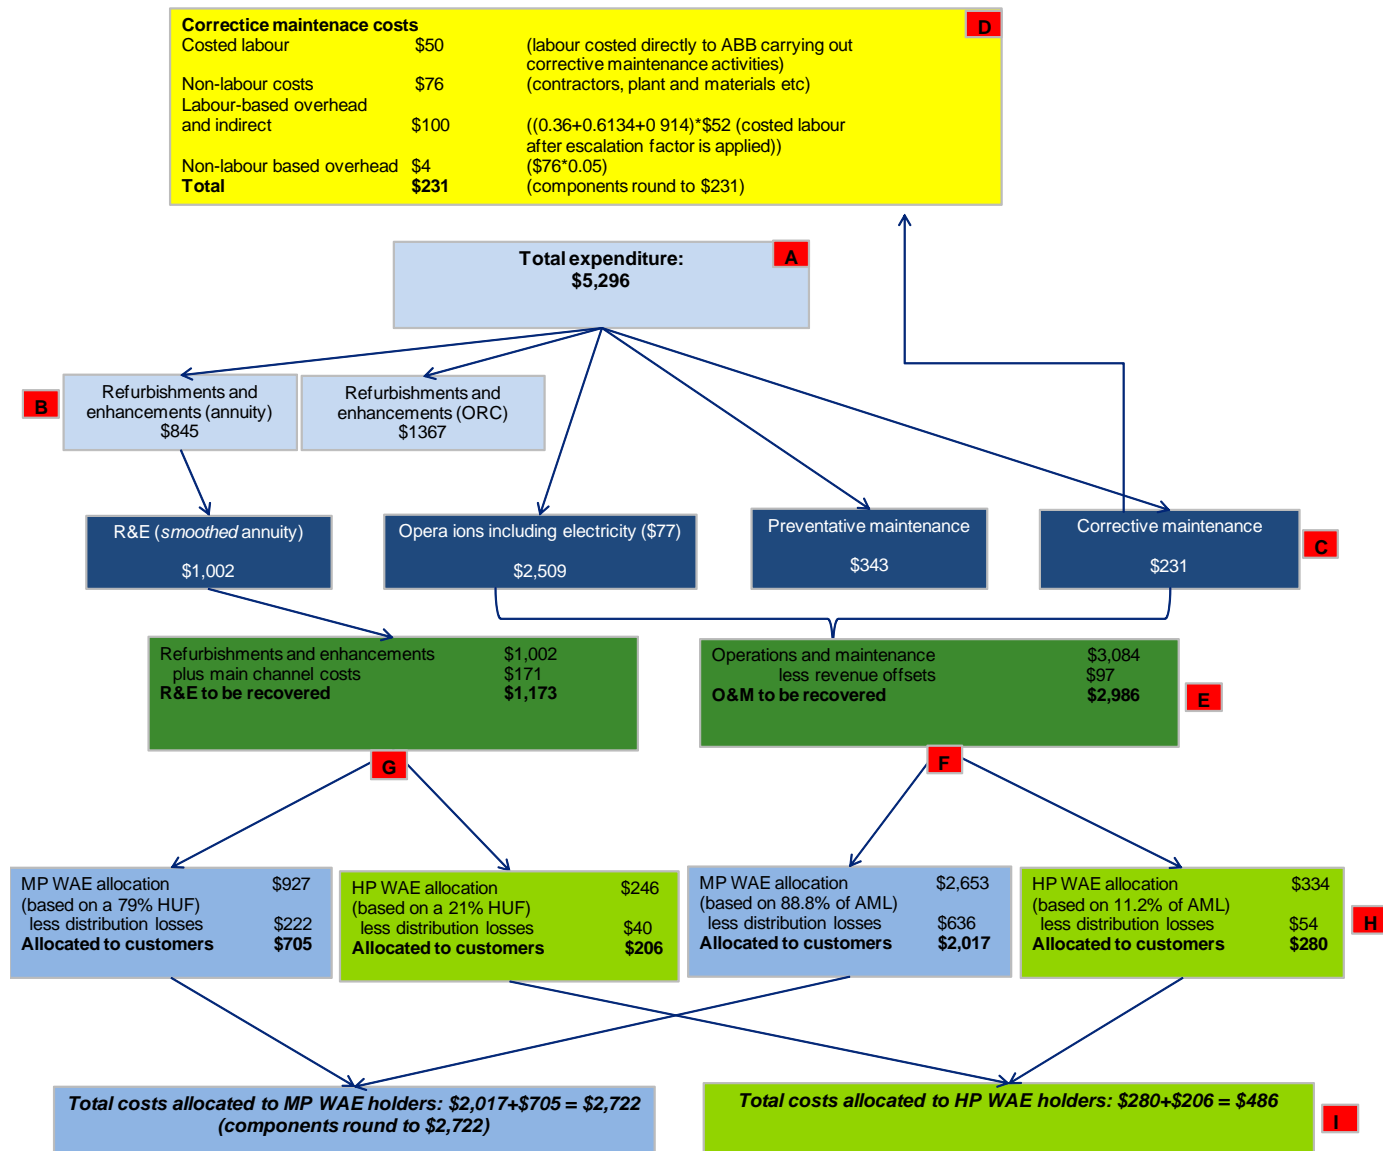 Correctice maintenace costs
D
Costed labour $50 (labour costed directly to ABB carrying out
corrective maintenance activities)
Non-labour costs $76 (contractors, plant and materials etc)
Labour-based overhead
and indirect $100 ((0.36+0.6134+0 914)*$52 (costed labour
after escalation factor is applied))
Non-labour based overhead $4 ($76*0.05)
Total $231 (components round to $231)
Total expenditure:
$5,296
A
B
Refurbishments and
enhancements (annuity)
$845
Refurbishments and
enhancements (ORC)
$1367
R&E (smoothed annuity)
$1,002
Opera ions including electricity ($77)
$2,509
Preventative maintenance
$343
Corrective maintenance
$231
C
Refurbishments and enhancements $1,002
plus main channel costs $171
R&E to be recovered $1,173
Operations and maintenance $3,084
less revenue offsets $97
O&M to be recovered $2,986
E
G
F
MP WAE allocation $927
(based on a 79% HUF)
less distribution losses $222
Allocated to customers $705
HP WAE allocation $246
(based on a 21% HUF)
less distribution losses $40
Allocated to customers $206
MP WAE allocation $2,653
(based on 88.8% of AML)
less distribution losses $636
Allocated to customers $2,017
HP WAE allocation $334
(based on 11.2% of AML)
less distribution losses $54
Allocated to customers $280
H
Total costs allocated to MP WAE holders: $2,017+$705 = $2,722
(components round to $2,722)
Total costs allocated to HP WAE holders: $280+$206 = $486
I